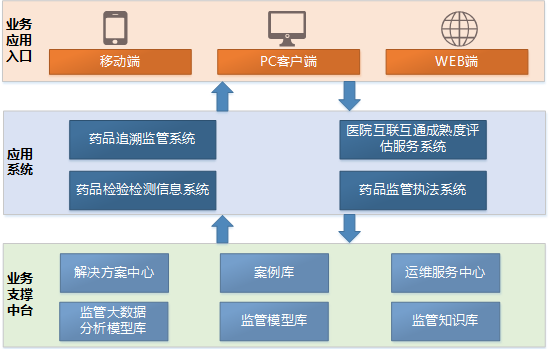 业务
应用
入口
移动端
PC客户端
WEB端
应用
系统
药品追溯监管系统
医院互联互通成熟度评
估服务系统
药品检验检测信息系统
药品监管执法系统
业务
支撑
中台
解决方案中心
案例库
运维服务中心
监管大数据
分析模型库
监管模型库
监管知识库